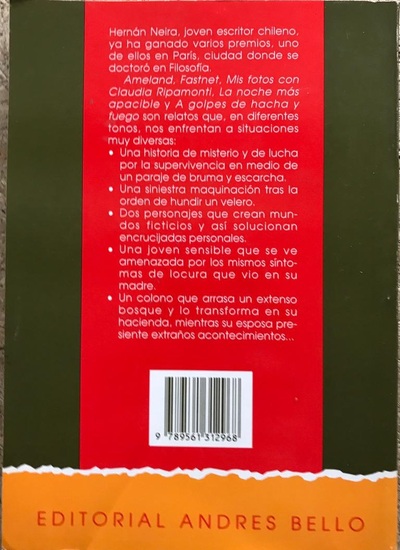 Hernán Neira, joven escritor chileno,
ya ha ganado varios premios, uno
de ellos en París, ciudad donde se
doctoró en Filosofía.
Ameland, Fastnet, Mis fotos con
Claudia Ripamonti, La noche más
apacible y A golpes de hacha y
fuego son relatos que, en diferentes
tonos, nos enfrentan a situaciones
muy diversas:
• Una historia de misterio y de lucha
por la supervivencia en medio de
un paraje de bruma y escarcha.
• Una siniestra maquinación tras la
orden de hundir un velero.
• Dos personajes que crean mun-
dos ficticios y así solucionan
encrucijadas personales.
• Una joven sensible que se ve
amenazada por los mismos sínto-
mas de locura que vio en su
madre.
• Un colono que arrasa un extenso
bosque y lo transforma en su
hacienda, mientras su esposa pre-
siente extraños acontecimientos...
9 789561 312968
EDITORIAL ANDRES BELLO